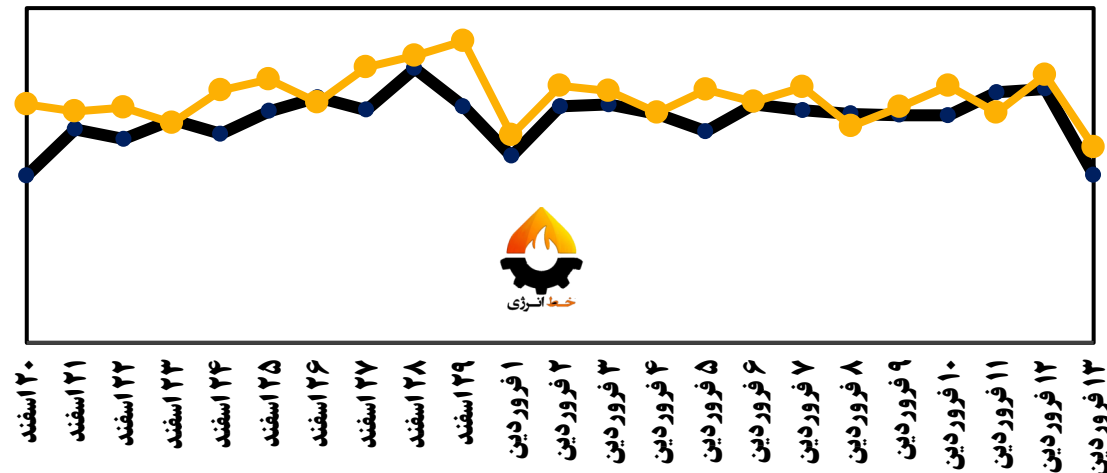 خط انرژی
۲۰ اسفند
۲۱ اسفند
۲۲ اسفند
۲۳ اسفند
۲۴ اسفند
۲۵ اسفند
۲۶ اسفند
۲۷ اسفند
۲۸ اسفند
۲۹ اسفند
۱ فروردین
۲ فروردین
۳ فروردین
۴ فروردین
۵ فروردین
۶ فروردین
۷ فروردین
۸ فروردین
۹ فروردین
۱۰ فروردین
۱۱ فروردین
۱۲ فروردین
۱۳ فروردین